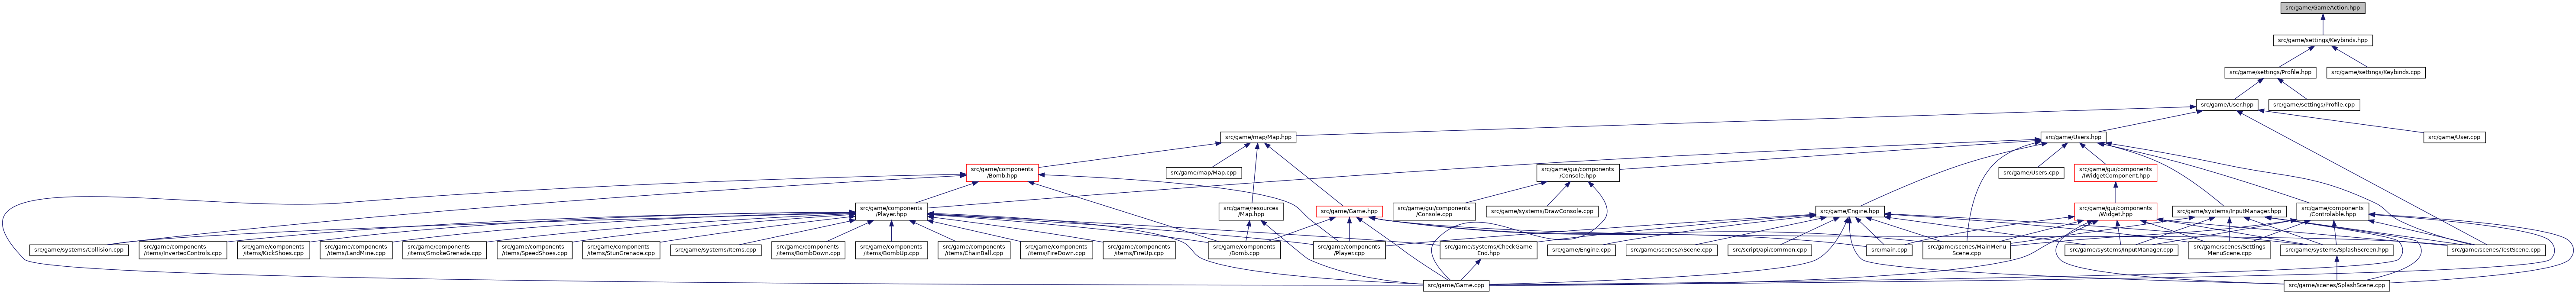 src/game/GameAction.hpp
src/game/settings/Keybinds.hpp
src/game/settings/Profile.hpp
src/game/settings/Keybinds.cpp
src/game/User.hpp
src/game/settings/Profile.cpp
src/game/map/Map.hpp
src/game/Users.hpp
src/game/User.cpp
src/game/components
/Bomb.hpp
src/game/map/Map.cpp
src/game/gui/components
/Console.hpp
src/game/Users.cpp
src/game/gui/components
/IWidgetComponent.hpp
src/game/components
/Player.hpp
src/game/resources
/Map.hpp
src/game/Game.hpp
src/game/gui/components
/Console.cpp
src/game/systems/DrawConsole.cpp
src/game/Engine.hpp
src/game/gui/components
/Widget.hpp
src/game/systems/InputManager.hpp
src/game/components
/Controlable.hpp
src/game/systems/Collision.cpp
src/game/components
/items/InvertedControls.cpp
src/game/components
/items/KickShoes.cpp
src/game/components
/items/LandMine.cpp
src/game/components
/items/SmokeGrenade.cpp
src/game/components
/items/SpeedShoes.cpp
src/game/components
/items/StunGrenade.cpp
src/game/systems/Items.cpp
src/game/components
/items/BombDown.cpp
src/game/components
/items/BombUp.cpp
src/game/components
/items/ChainBall.cpp
src/game/components
/items/FireDown.cpp
src/game/components
/items/FireUp.cpp
src/game/components
/Bomb.cpp
src/game/components
/Player.cpp
src/game/systems/CheckGame
End.hpp
src/game/Engine.cpp
src/game/scenes/AScene.cpp
src/script/api/common.cpp
src/main.cpp
src/game/scenes/MainMenu
Scene.cpp
src/game/systems/InputManager.cpp
src/game/scenes/Settings
MenuScene.cpp
src/game/systems/SplashScreen.hpp
src/game/scenes/TestScene.cpp
src/game/Game.cpp
src/game/scenes/SplashScene.cpp